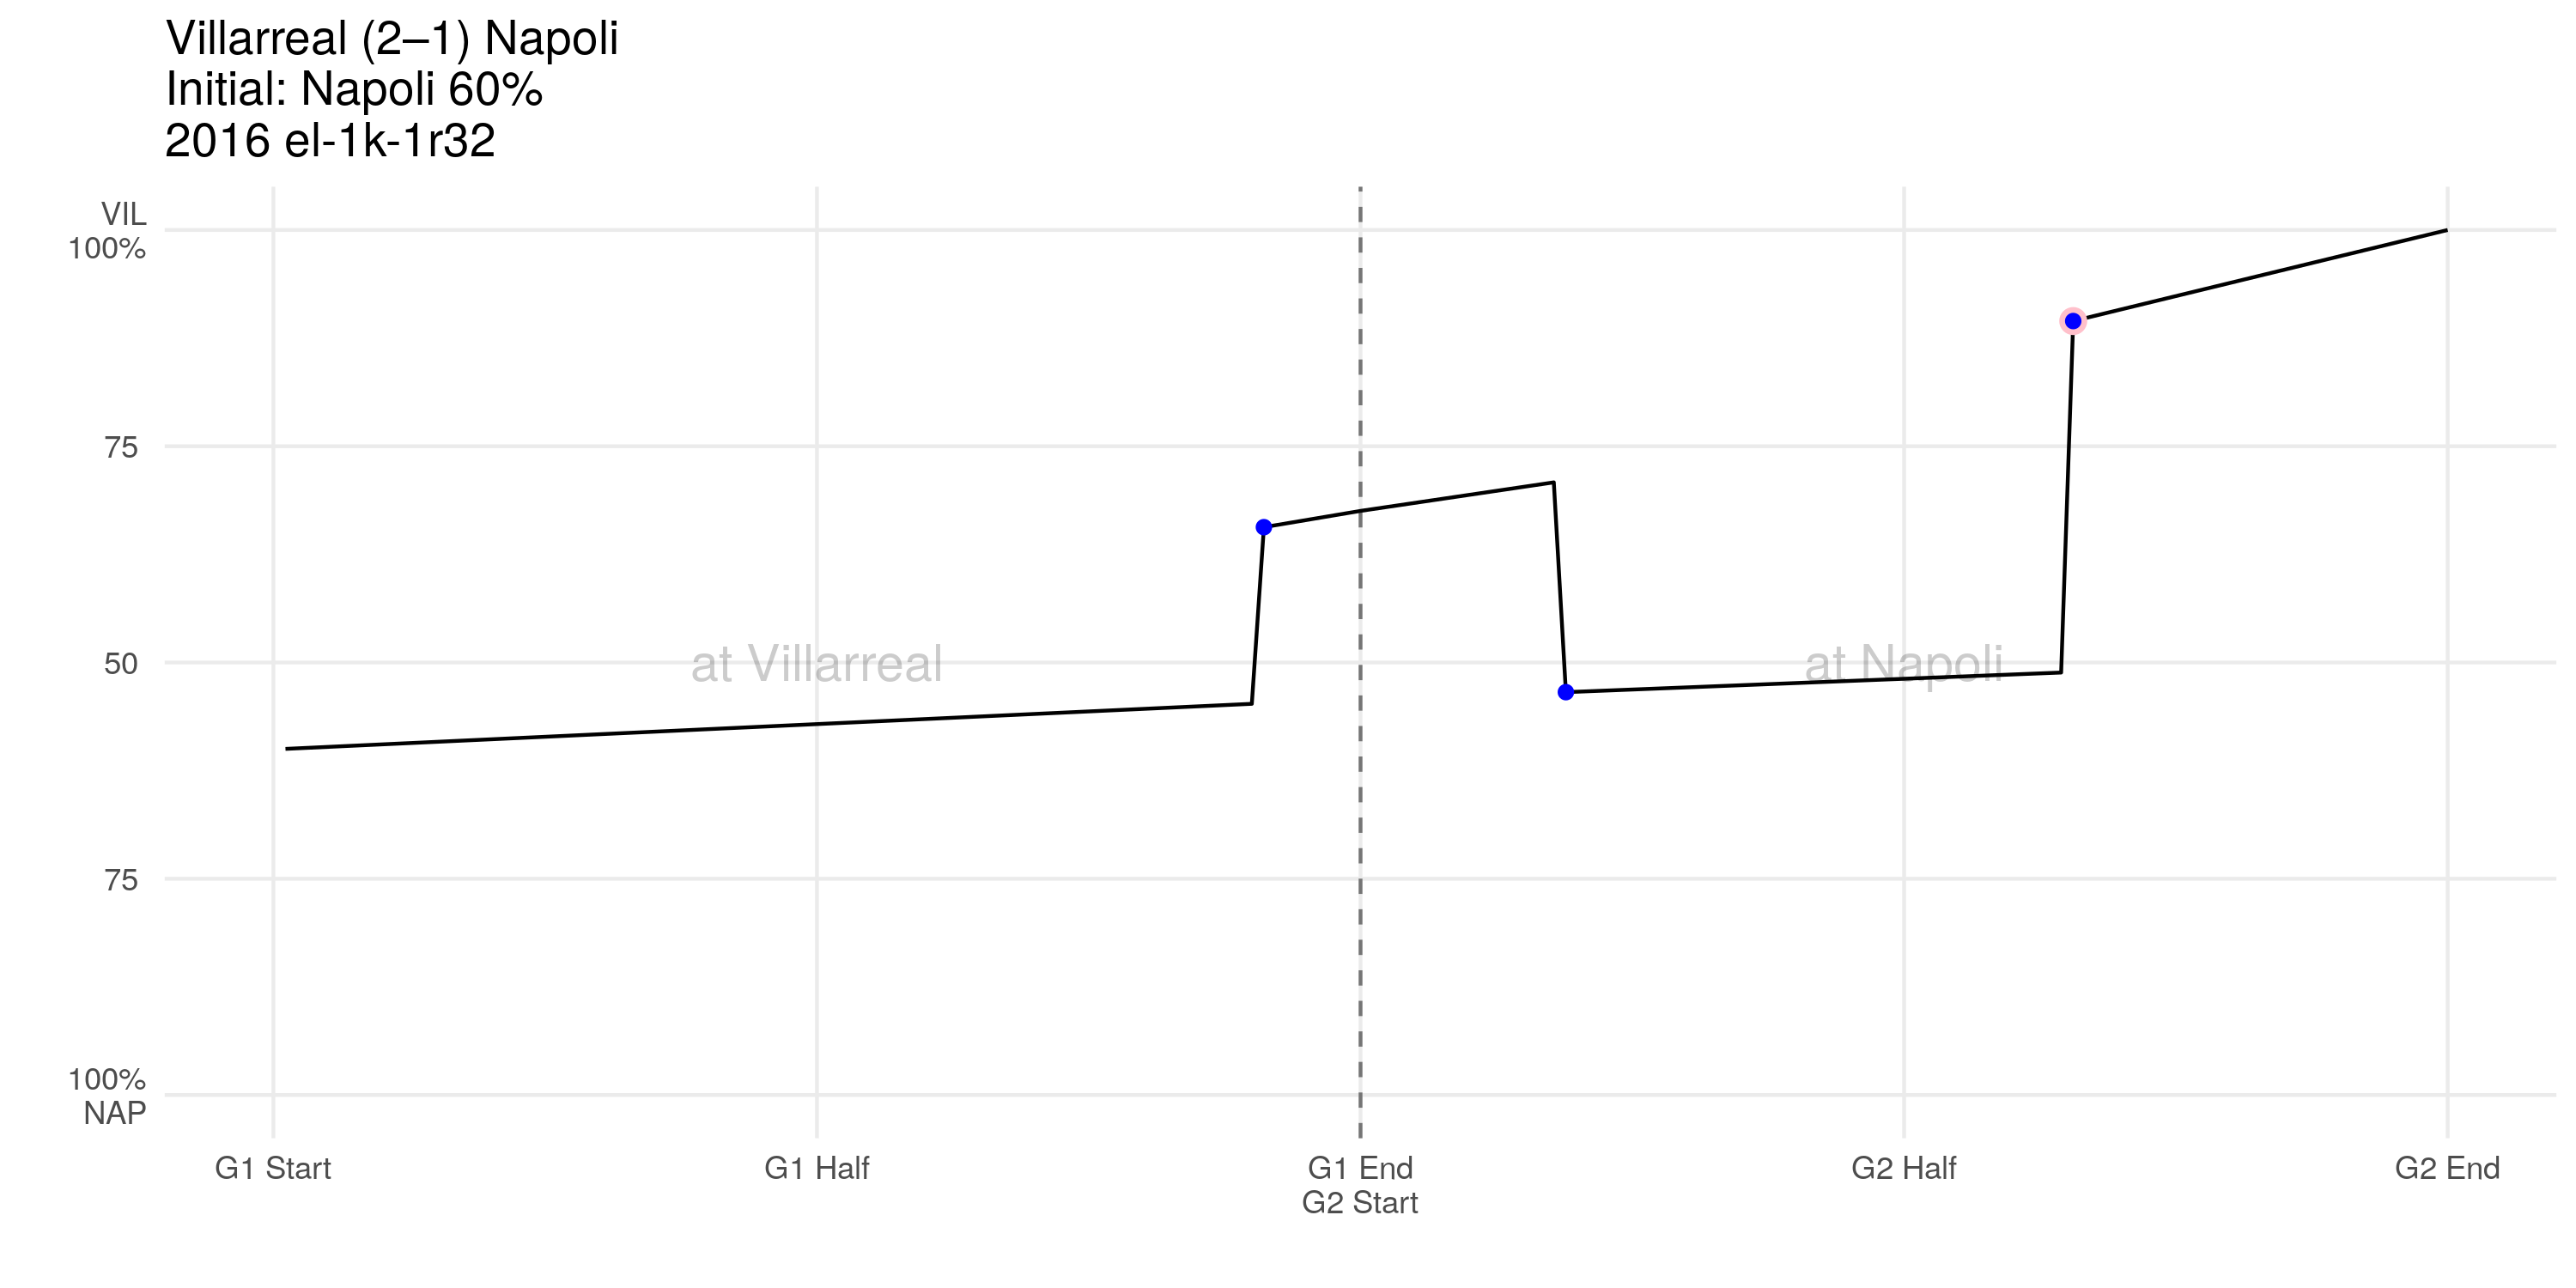 Villarreal (2–1) Napoli
Initial: Napoli 60%
2016 el-1k-1r32
VIL
100%
75
50
75
100%
NAP
at Villarreal
at Napoli
G1 Start
G1 Half
G1 End
G2 Start
G2 Half
G2 End